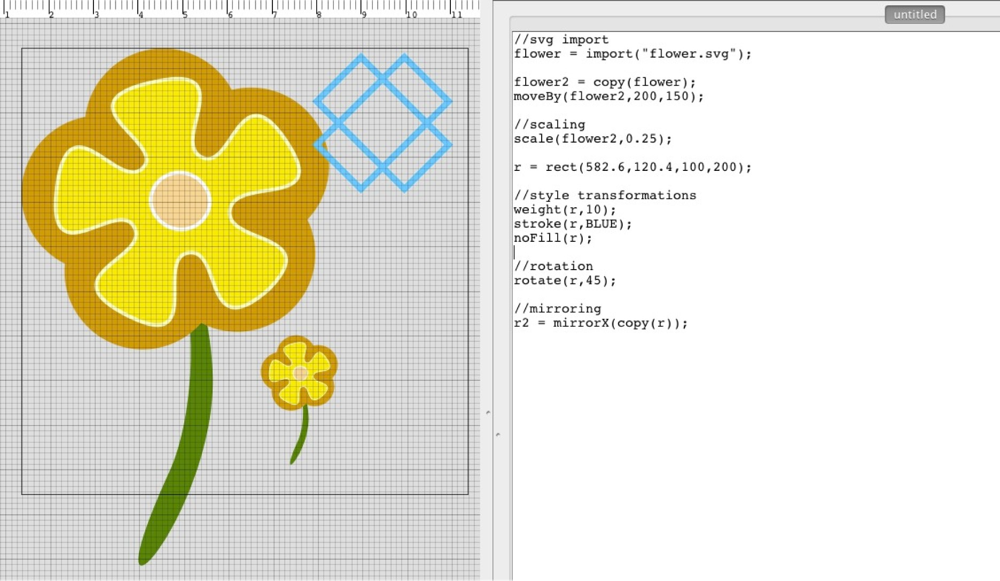 1 2 3 4 5 6 7 8 9 10 11
untitled
//svg import
flower = import("flower.svg");
flower2 = copy(flower);
moveBy(flower2,200,150);
//scaling
scale(flower2,0.25);
r = rect(582.6,120.4,100,200);
//style transformations
weight(r,10);
stroke(r,BLUE);
noFill(r);
//rotation
rotate(r,45);
//mirroring
r2 = mirrorX(copy(r));